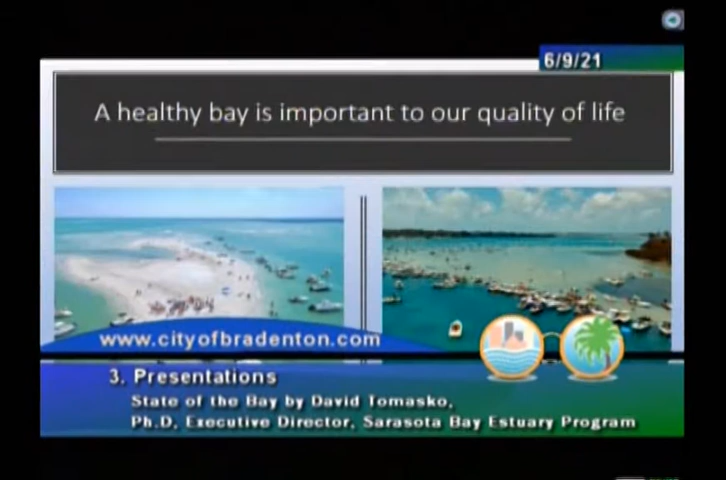 6/9/21
A healthy bay is important to our quality of life
www.cityofbradenton.com
3. Presentations
State of the Bay by David Tomasko,
Ph.D, Executive Director, Sarasota Bay Estuary Program